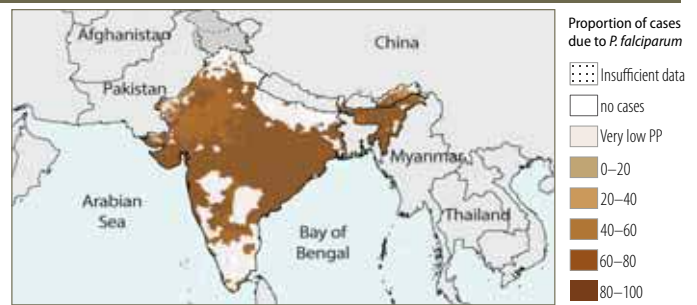 Proportion of cases
due to P. falciparum
Afghanistan
China
Pakistan
Myanmar
Arabian
Sea
Bay of
Bengal
Thailand
Insufficient data
no cases
Very low PP
0–20
20–40
40–60
60–80
80–100